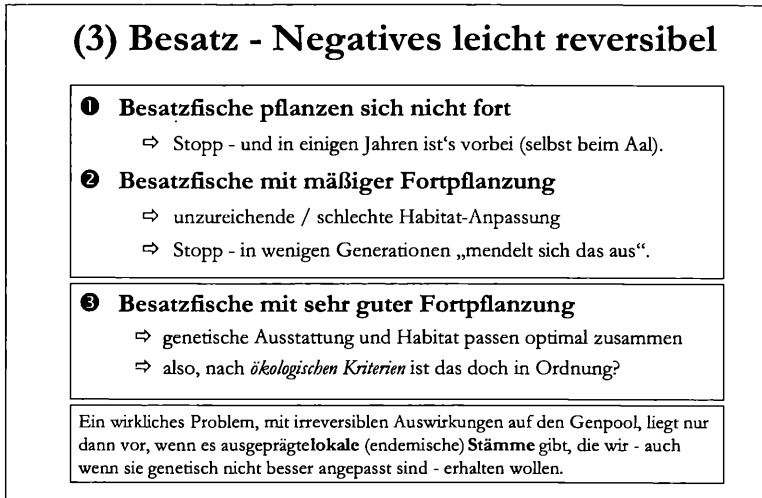 (3) Besatz - Negatives leicht reversibel
❶ Besatzfische pflanzen sich nicht fort
⇨ Stopp - und in einigen Jahren ist's vorbei (selbst beim Aal).
❷ Besatzfische mit mäßiger Fortpflanzung
⇨ unzureichende / schlechte Habitat-Anpassung
⇨ Stopp - in wenigen Generationen „mendelt sich das aus“.
❸ Besatzfische mit sehr guter Fortpflanzung
⇨ genetische Ausstattung und Habitat passen optimal zusammen
⇨ also, nach ökologischen Kriterien ist das doch in Ordnung?
Ein wirkliches Problem, mit irreversiblen Auswirkungen auf den Genpool, liegt nur
dann vor, wenn es ausgeprägtelokale (endemische) Stämme gibt, die wir - auch
wenn sie genetisch nicht besser angepasst sind - erhalten wollen.